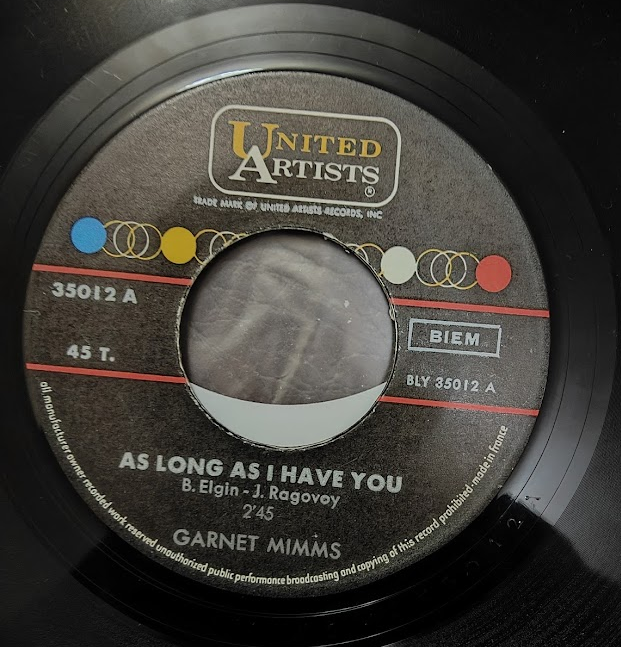 UNITED
ARTISTS
®
TRADE MARK OF UNITED ARTISTS RECORDS, INC
35012 A
45 T.
BIEM
BLY 35012 A
AS LONG AS I HAVE YOU
B. Elgin - J. Ragovoy
2'45
GARNET MIMMS
all manufacturer owner recorded work reserved unauthorized public performance broadcasting and copying of this record prohibited made in france